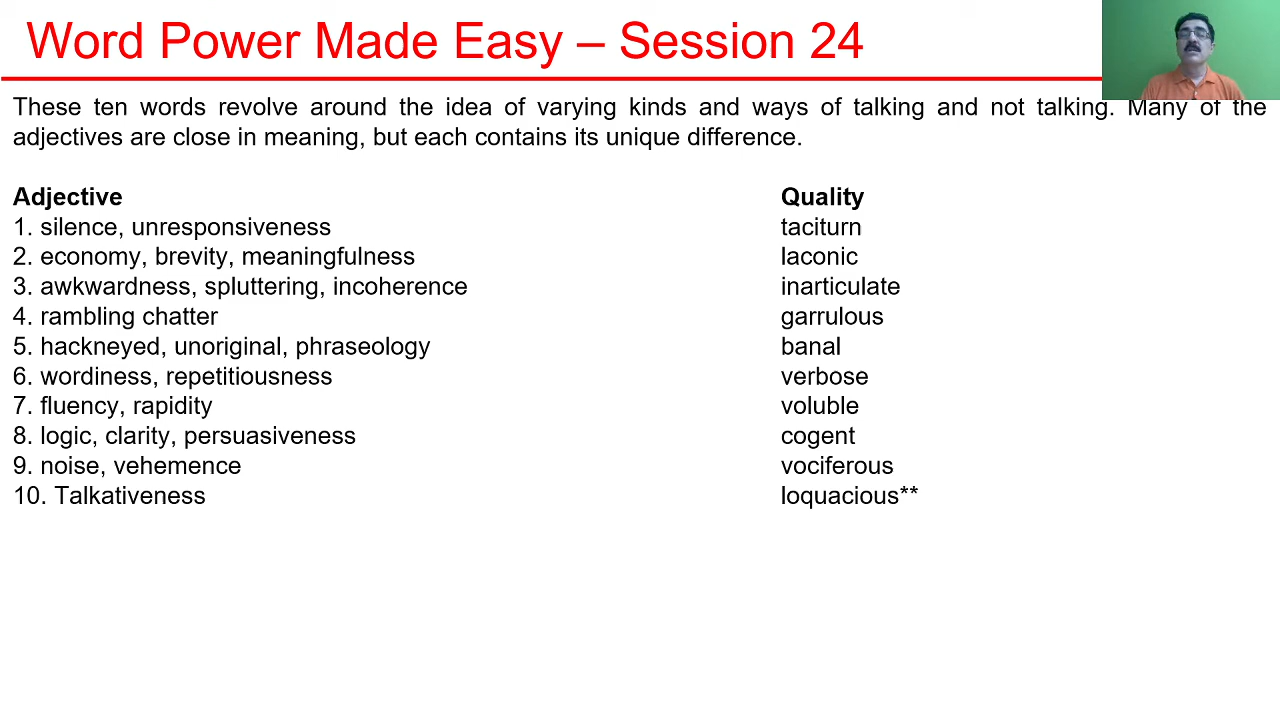 Word Power Made Easy – Session 24
These ten words revolve around the idea of varying kinds and ways of talking and not talking. Many of the
adjectives are close in meaning, but each contains its unique difference.
Adjective Quality
1. silence, unresponsiveness taciturn
2. economy, brevity, meaningfulness laconic
3. awkwardness, spluttering, incoherence inarticulate
4. rambling chatter garrulous
5. hackneyed, unoriginal, phraseology banal
6. wordiness, repetitiousness verbose
7. fluency, rapidity voluble
8. logic, clarity, persuasiveness cogent
9. noise, vehemence vociferous
10. Talkativeness loquacious**